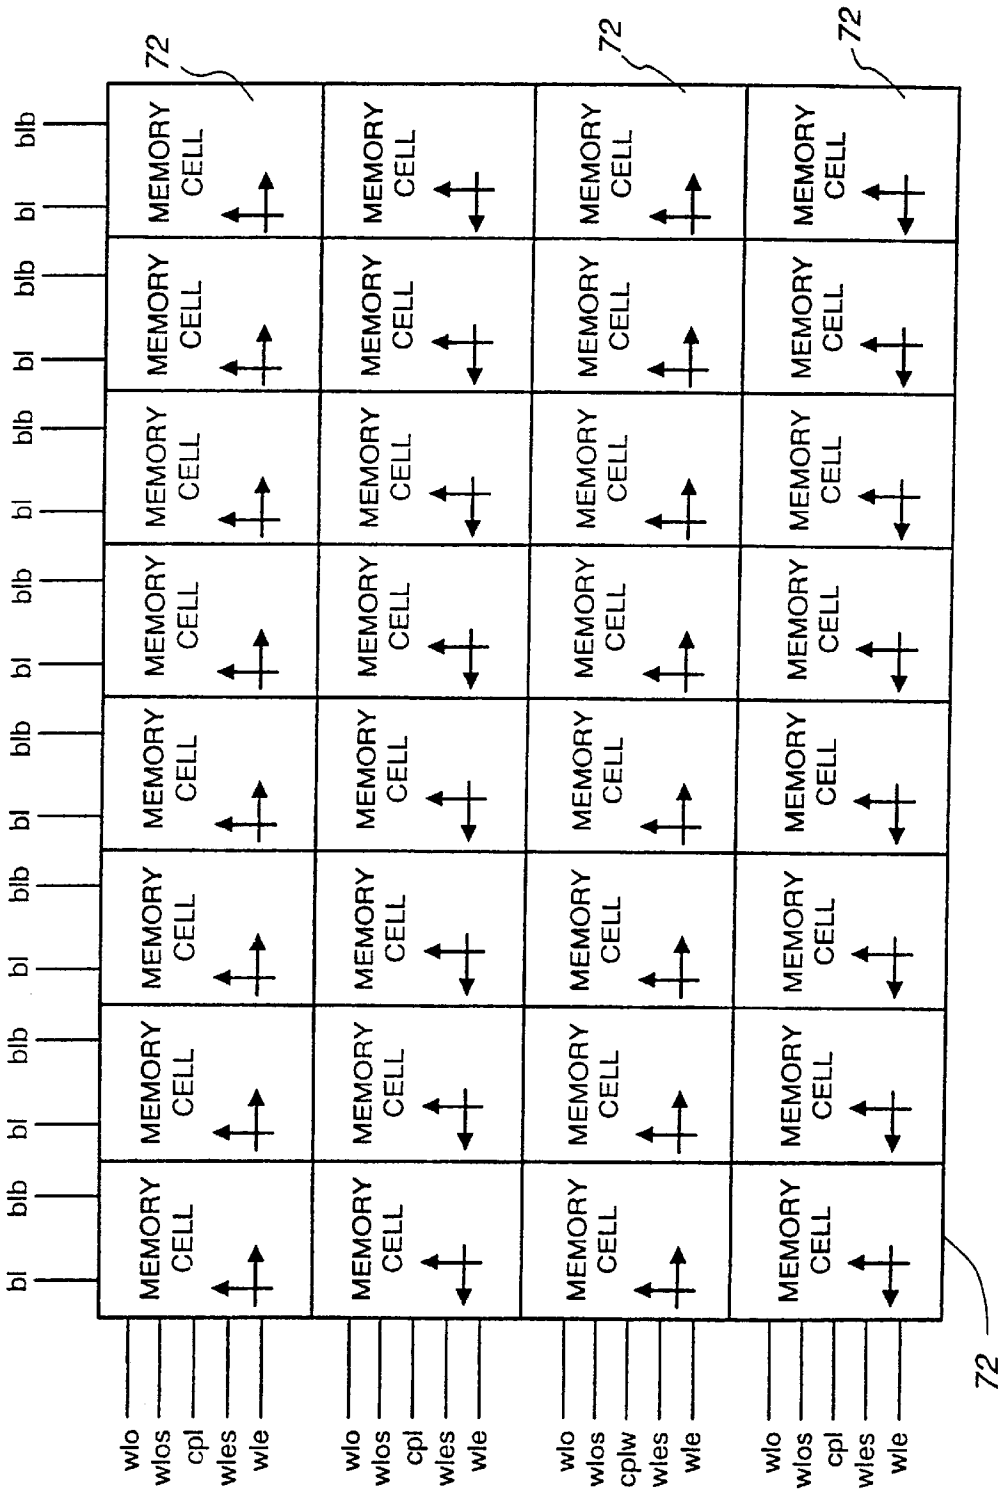 bl blb bl blb bl blb bl blb bl blb bl blb bl blb bl blb
wlo
MEMORY MEMORY MEMORY MEMORY MEMORY MEMORY MEMORY MEMORY
72
wlos
CELL CELL CELL CELL CELL CELL CELL CELL
cpl
wles
wle
wlo
MEMORY MEMORY MEMORY MEMORY MEMORY MEMORY MEMORY MEMORY
wlos
CELL CELL CELL CELL CELL CELL CELL CELL
cpl
wles
wle
wlo
MEMORY MEMORY MEMORY MEMORY MEMORY MEMORY MEMORY MEMORY
72
wlos
CELL CELL CELL CELL CELL CELL CELL CELL
cplw
wles
wle
wlo
MEMORY MEMORY MEMORY MEMORY MEMORY MEMORY MEMORY MEMORY
wlos
CELL CELL CELL CELL CELL CELL CELL CELL
cpl
72
wles
wle
72